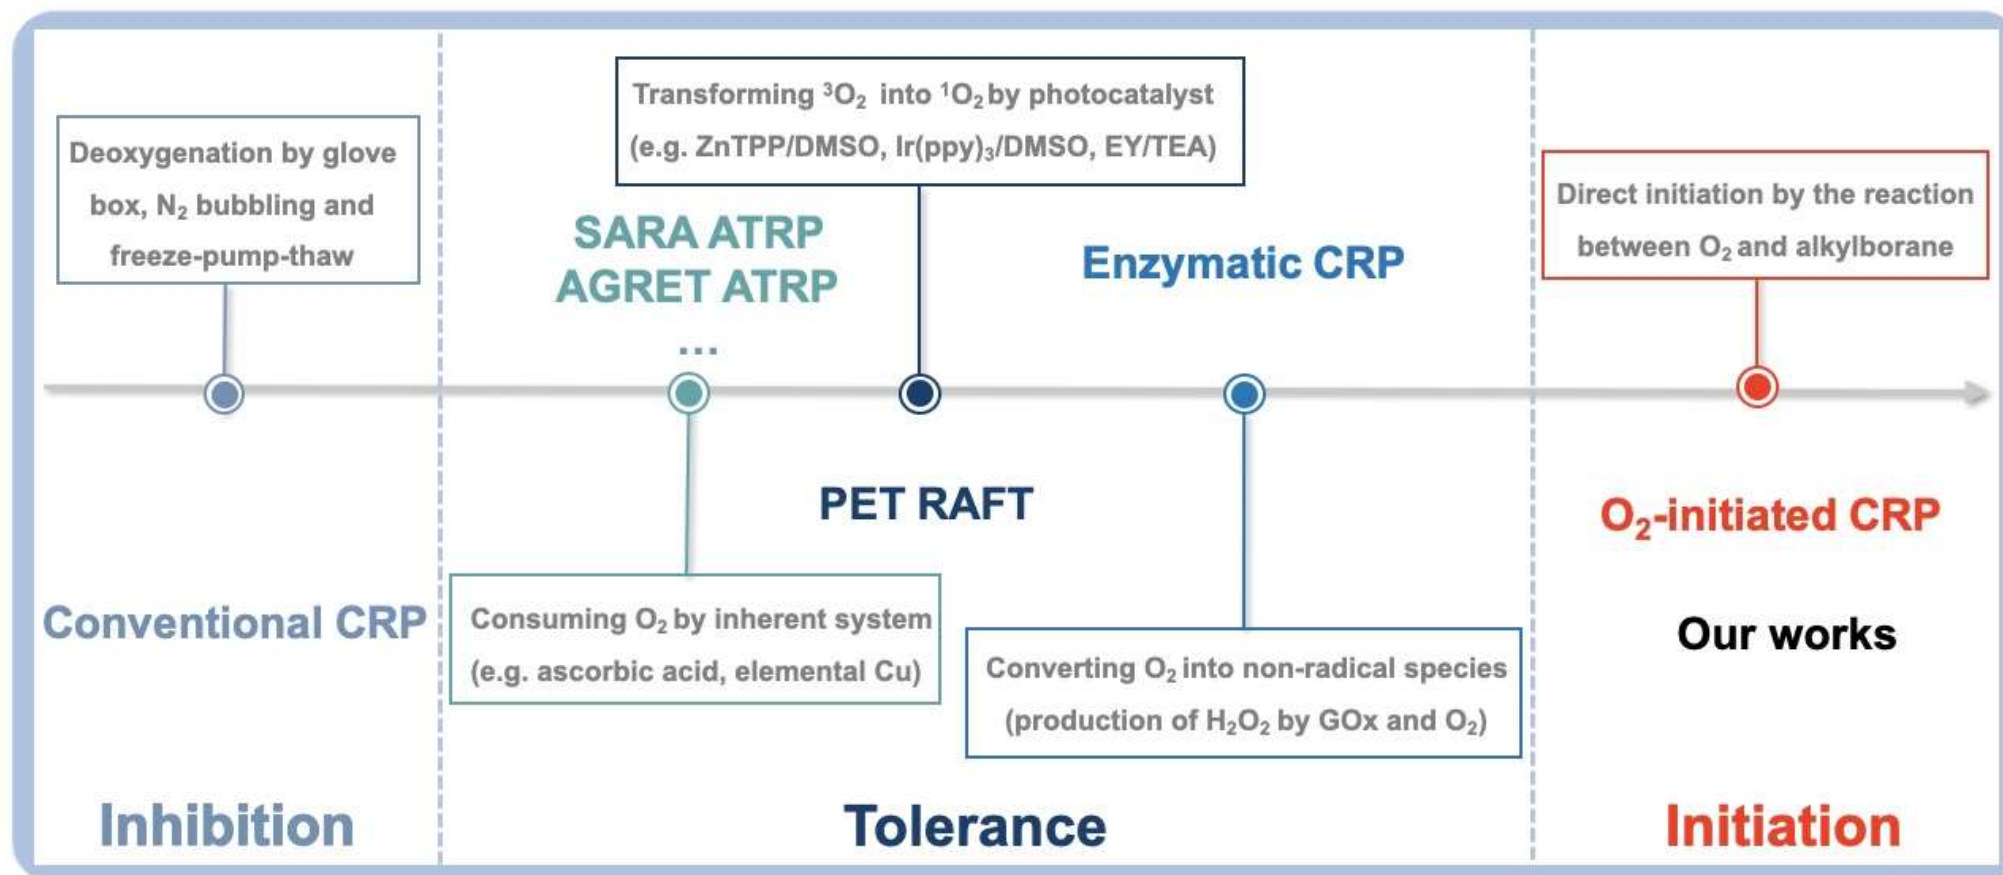 Deoxygenation by glove
box, N₂ bubbling and
freeze-pump-thaw
Conventional CRP
Inhibition
SARA ATRP
AGRET ATRP
...
Consuming O₂ by inherent system
(e.g. ascorbic acid, elemental Cu)
Transforming ³O₂ into ¹O₂ by photocatalyst
(e.g. ZnTPP/DMSO, Ir(ppy)₃/DMSO, EY/TEA)
PET RAFT
Enzymatic CRP
Converting O₂ into non-radical species
(production of H₂O₂ by GOx and O₂)
Tolerance
Direct initiation by the reaction
between O₂ and alkylborane
O₂-initiated CRP
Our works
Initiation